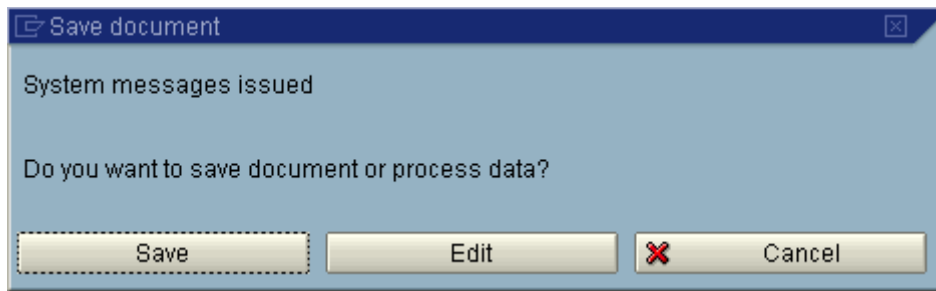 Save document
System messages issued
Do you want to save document or process data?
Save
Edit
Cancel